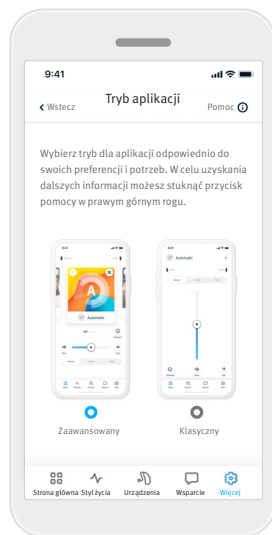 9:41
Wstecz
Tryb aplikacji
Pomoc
Wybierz tryb dla aplikacji odpowiednio do
swoich preferencji i potrzeb. W celu uzyskania
dalszych informacji możesz stuknąć przycisk
pomocy w prawym górnym rogu.
A
Automatic
Automatic
Zaawansowany
Klasyczny
Strona główna Styl życia Urządzenia Wsparcie Więcej